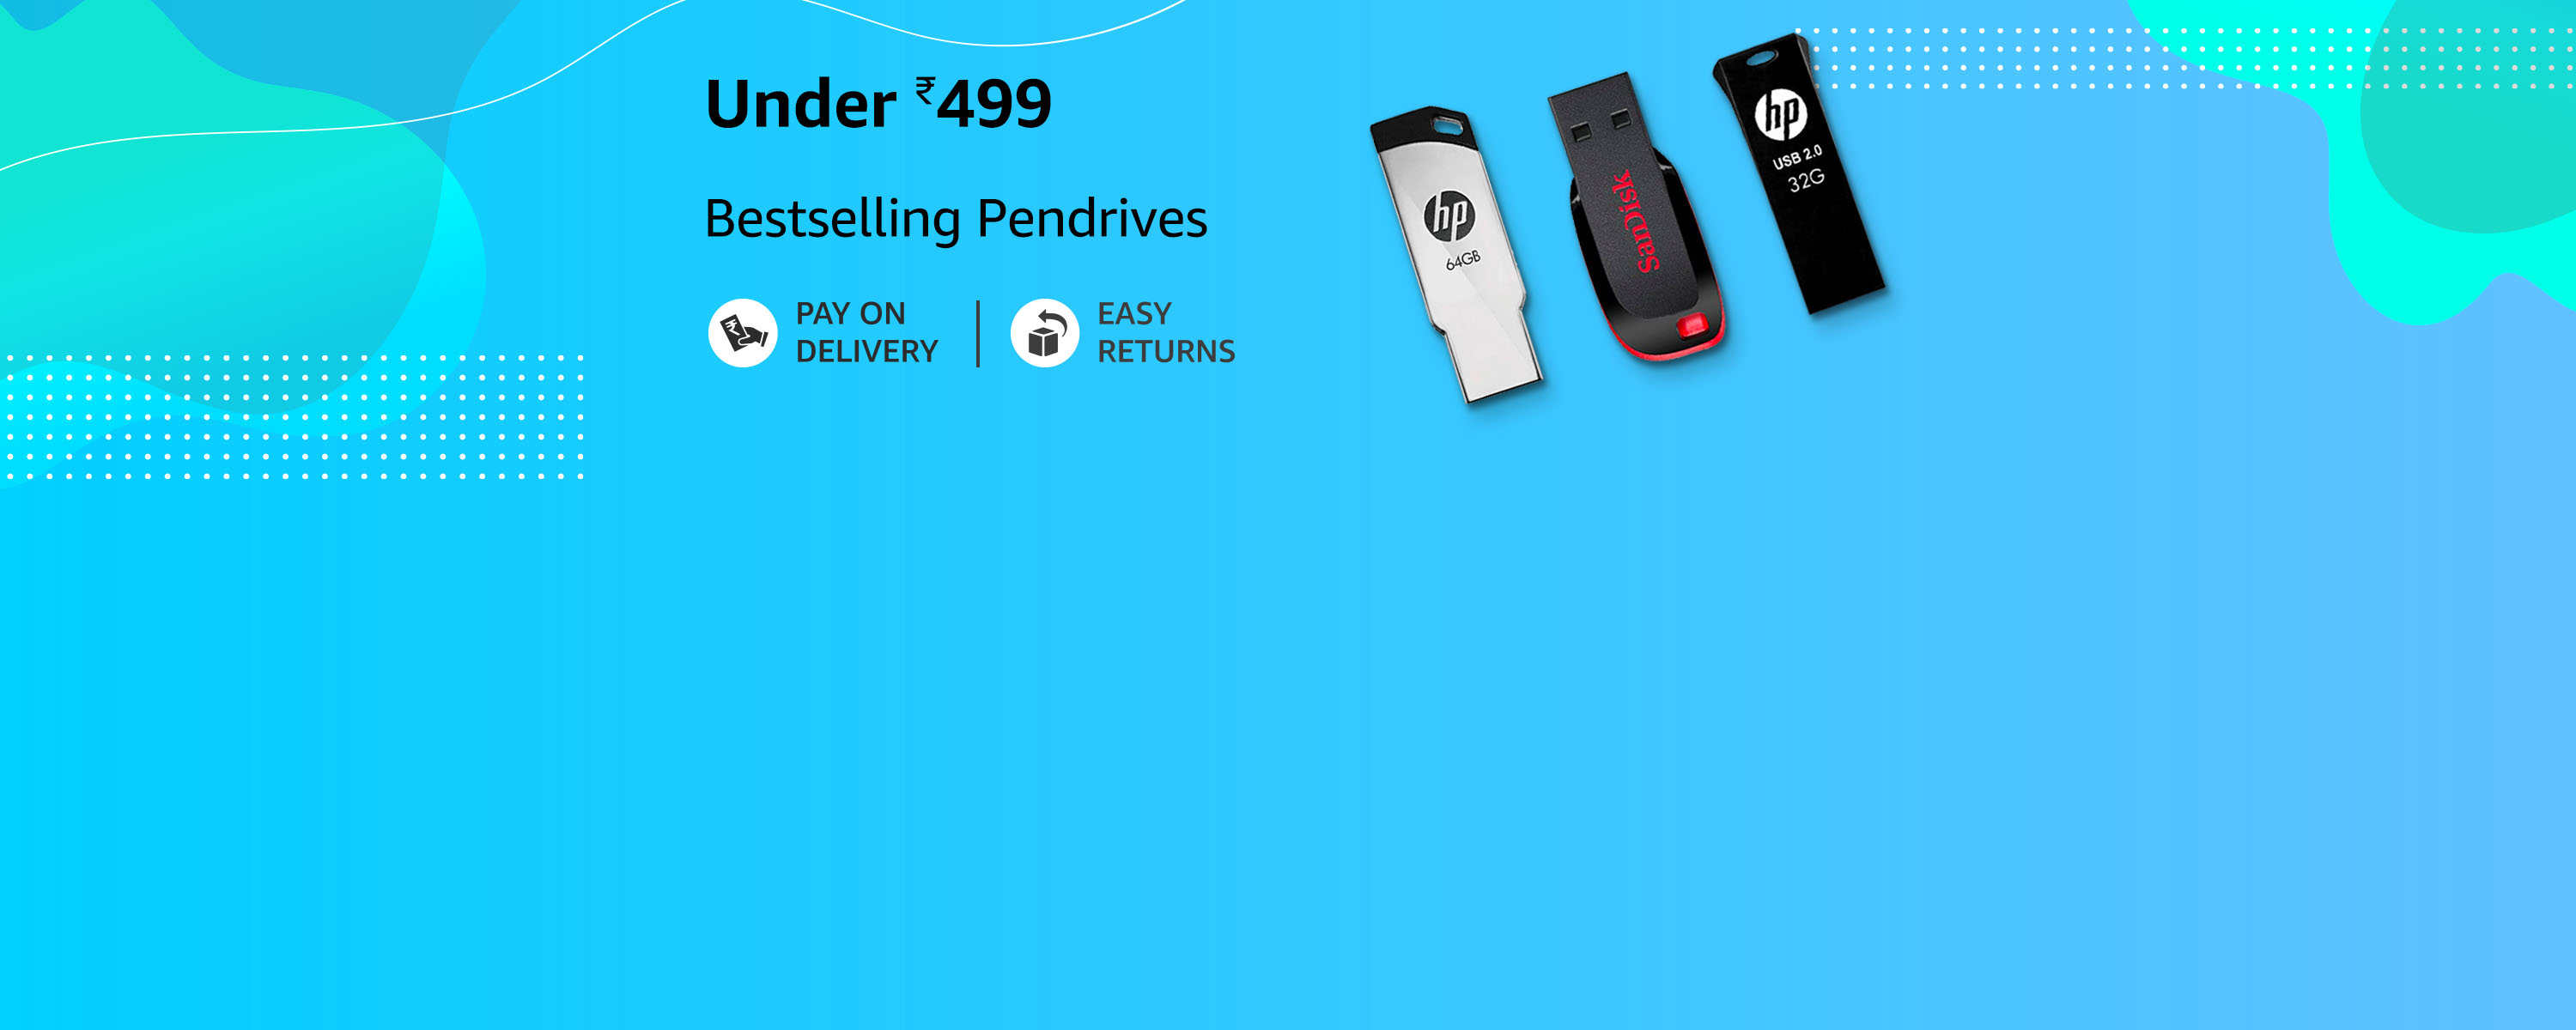 Under ₹499
Bestselling Pendrives
PAY ON
DELIVERY
EASY
RETURNS
hp
64GB
SanDisk
hp
USB 2.0
32G